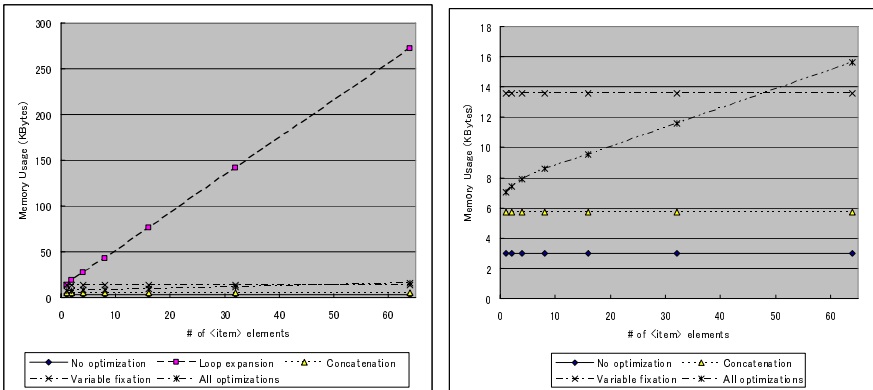 300
250
200
150
100
50
0
Memory Usage (KBytes)
0 10 20 30 40 50 60
# of <item> elements
No optimization Loop expansion Concatenation
Variable fixation All optimizations
18
16
14
12
10
8
6
4
2
0
Memory Usage (KBytes)
0 10 20 30 40 50 60
# of <item> elements
No optimization Concatenation
Variable fixation All optimizations